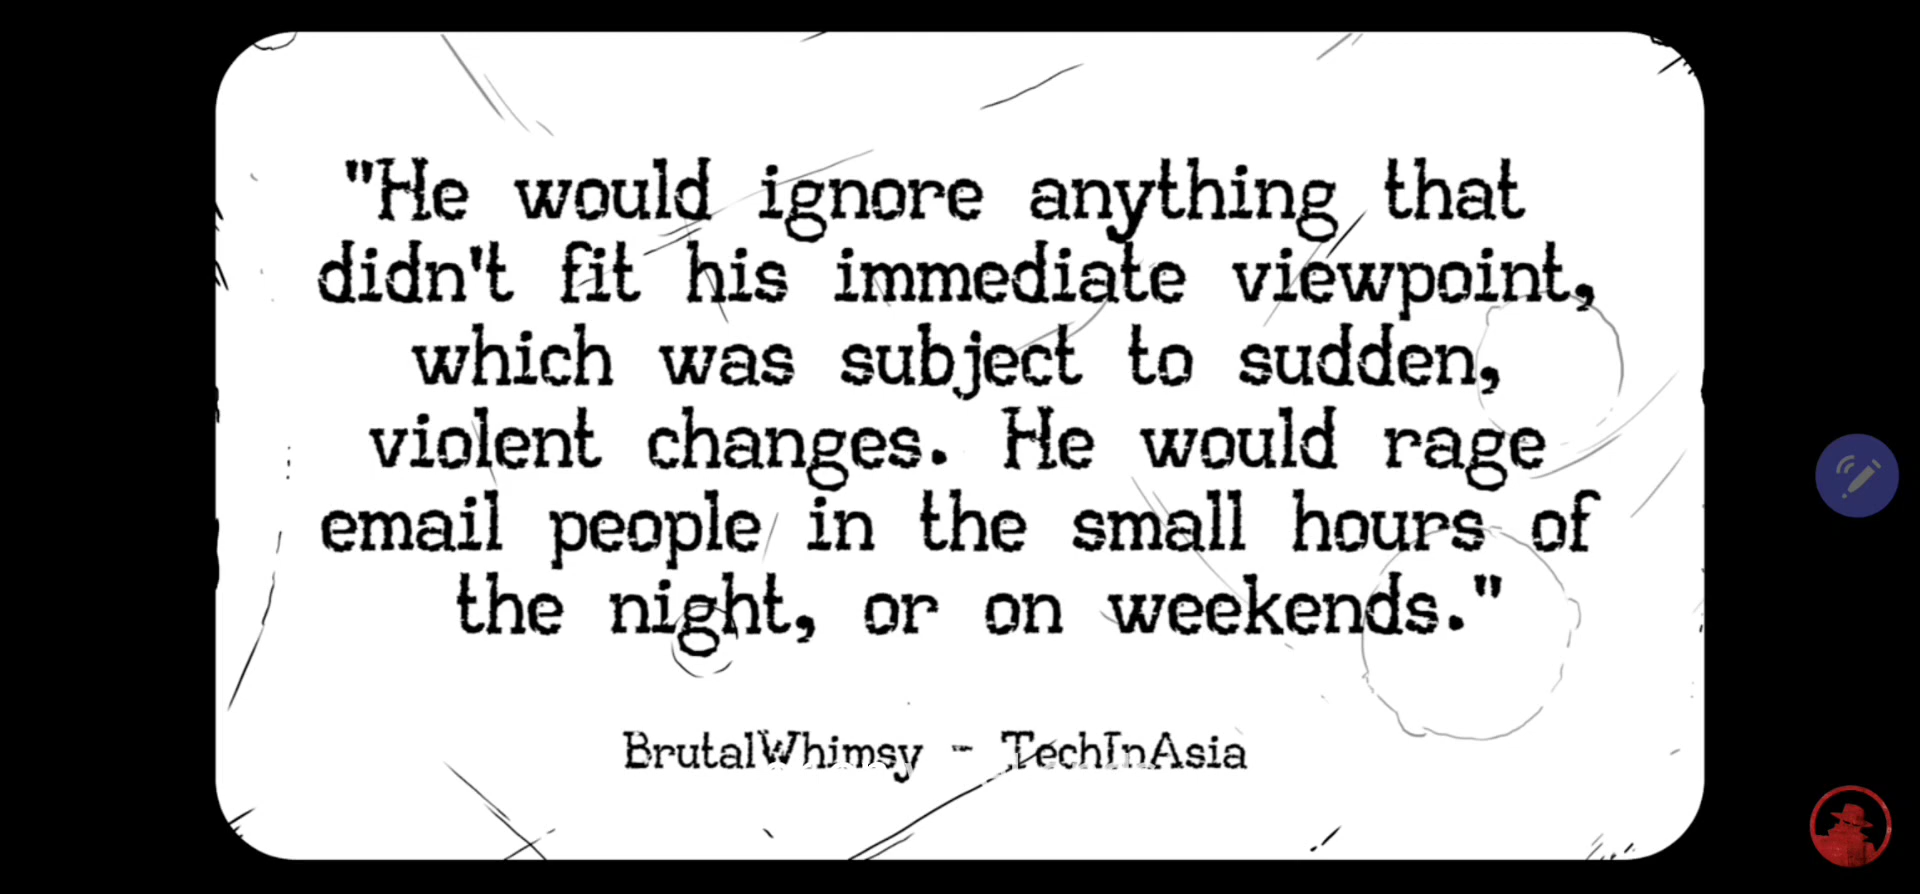 "He would ignore anything that
didn't fit his immediate viewpoint,
which was subject to sudden,
violent changes. He would rage
email people in the small hours of
the night, or on weekends."
BrutalWhimsy - TechInAsia